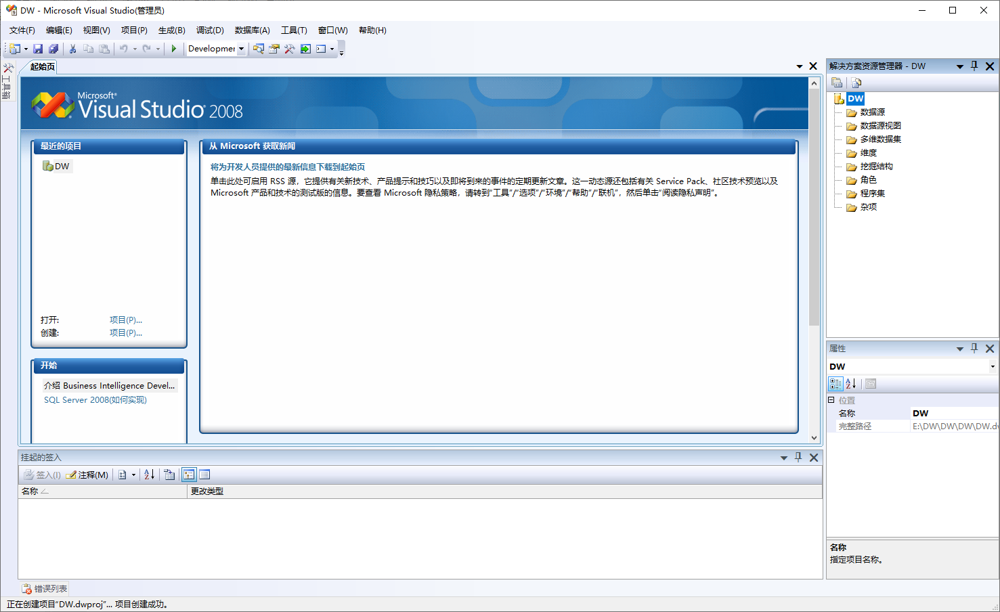 DW - Microsoft Visual Studio(管理员)
文件(F) 编辑(E) 视图(V) 项目(P) 生成(B) 调试(D) 数据库(A) 工具(T) 窗口(W) 帮助(H)
Developmer
工具箱
起始页
Microsoft®
Visual Studio® 2008
最近的项目
DW
打开: 项目(P)...
创建: 项目(P)...
开始
介绍 Business Intelligence Devel...
SQL Server 2008(如何实现)
从 Microsoft 获取新闻
将为开发人员提供的最新信息下载到起始页
单击此处可启用 RSS 源，它提供有关新技术、产品提示和技巧以及即将到来的事件的定期更新文章。这一动态源还包括有关 Service Pack、社区技术预览以及
Microsoft 产品和技术的测试版的信息。要查看 Microsoft 隐私策略，请转到“工具”/“选项”/“环境”/“帮助”/“联机”，然后单击“阅读隐私声明”。
挂起的签入
签入(I) 注释(M)
名称 更改类型
错误列表
正在创建项目“DW.dwproj”... 项目创建成功。
解决方案资源管理器 - DW
DW
数据源
数据源视图
多维数据集
维度
挖掘结构
角色
程序集
杂项
属性
DW
位置
名称 DW
完整路径 E:\DW\DW\DW\DW.dw
名称
指定项目名称。